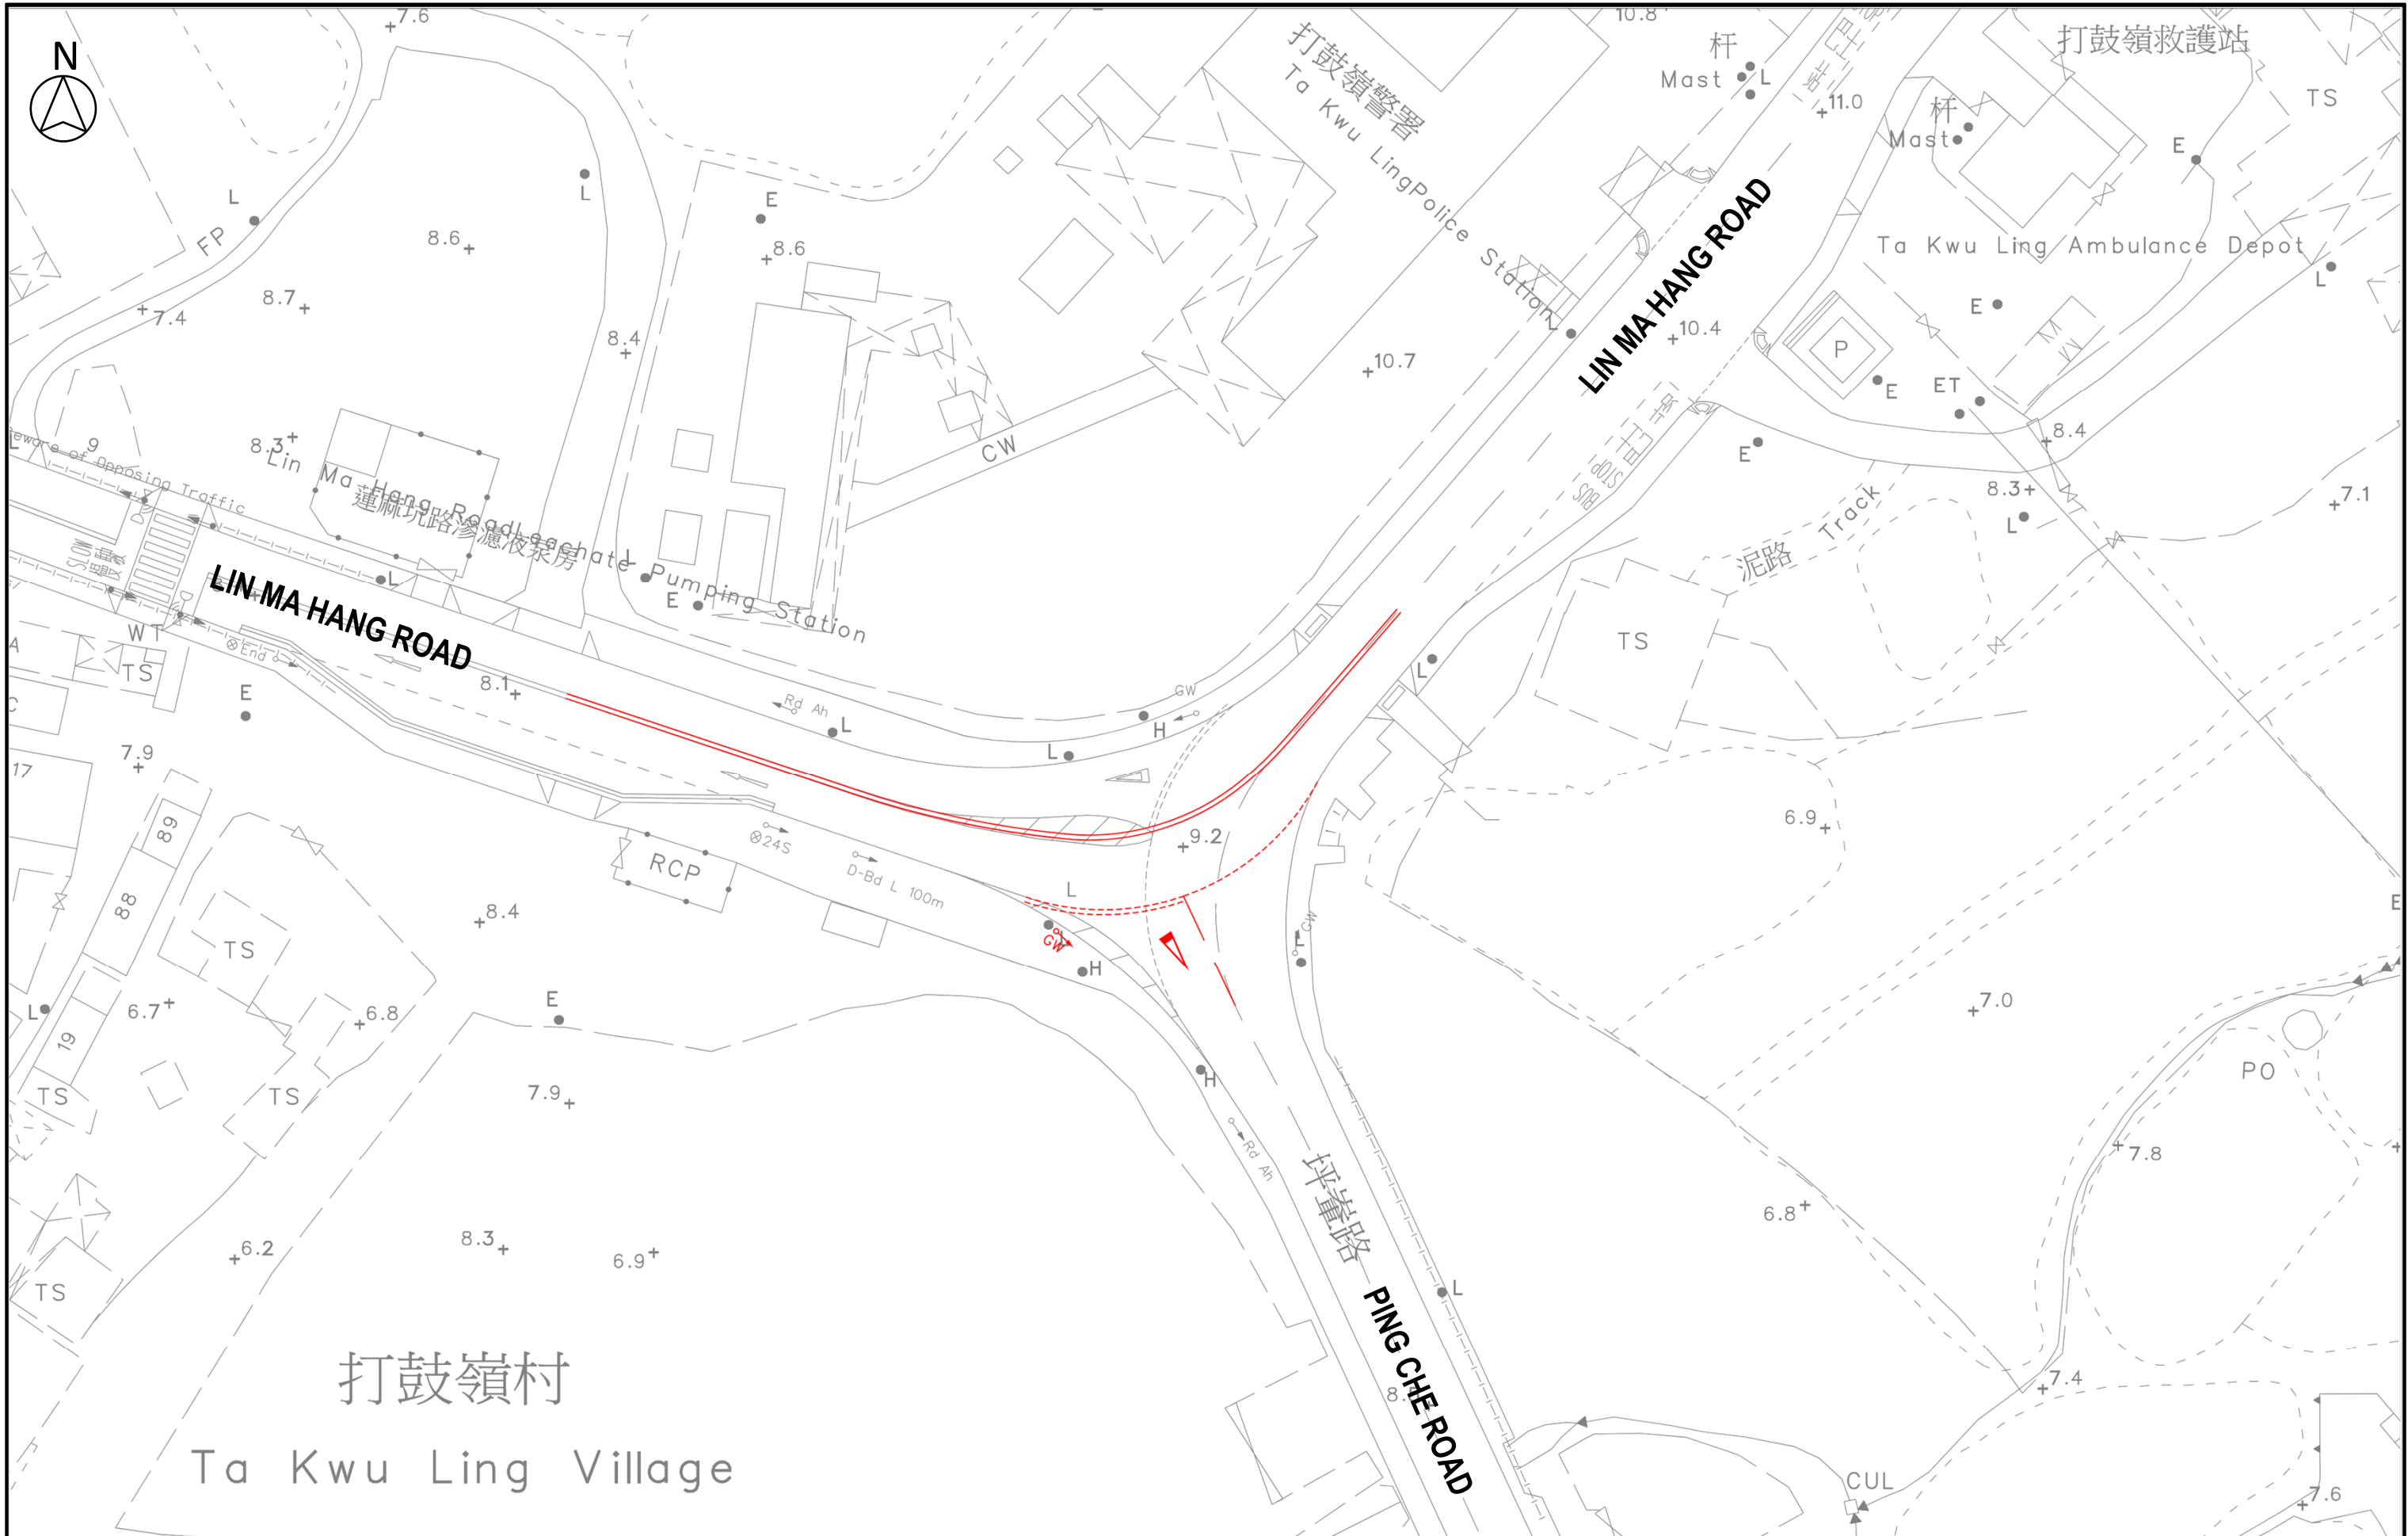 N
7.6
10.8
打鼓嶺警署
Ta Kwu LingPolice Station
杆
Mast
L
11.0
打鼓嶺救護站
TS
杆
Mast
E
L
FP
L
8.6
E
8.6
LIN MA HANG ROAD
Ta Kwu Ling Ambulance Depot
L
8.7
7.4
8.4
L
10.4
E
P
10.7
E
ET
9
8.3
CW
BUS STOP
E
8.4
eware of Opposing Traffic
Lin Ma Hang RoadLeachate Pumping Station
蓮麻坑路滲濾液泵房
8.3
7.1
L
泥路
Track
SLOW
慢
L
L
E
LIN MA HANG ROAD
WT
TS
A
End
TS
L
8.1
E
GW
Rd Ah
L
H
L
C
7.9
17
6.9
89
24S
9.2
RCP
D-Bd L 100m
L
88
8.4
TS
GW
L
GW
H
E
L
6.7
6.8
E
7.0
19
TS
TS
7.9
H
PO
Rd Ah
7.8
坪輋路
6.2
8.3
6.9
6.8
TS
L
PING CHE ROAD
打鼓嶺村
7.4
Ta Kwu Ling Village
CUL
7.6